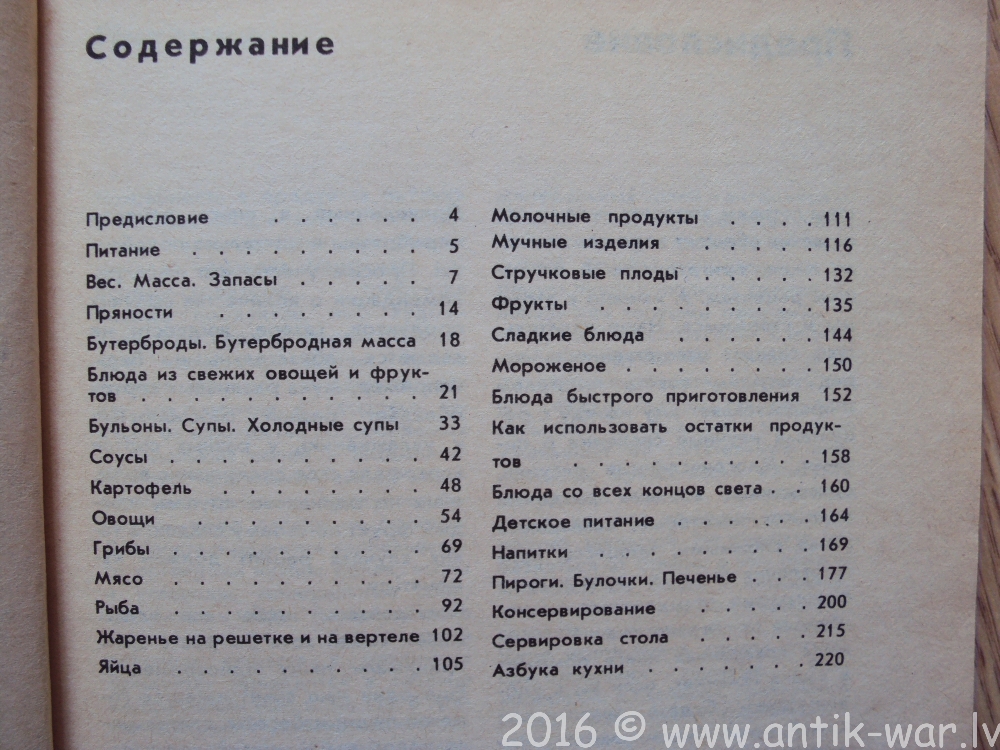 Содержание
Предисловие . . . . . . 4
Питание . . . . . . . . . 5
Вес. Масса. Запасы . . . . . 7
Пряности . . . . . . . . 14
Бутерброды. Бутербродная масса 18
Блюда из свежих овощей и фрук-
тов . . . . . . . . . . . 21
Бульоны. Супы. Холодные супы 33
Соусы . . . . . . . . . . 42
Картофель . . . . . . . . 48
Овощи . . . . . . . . . 54
Грибы . . . . . . . . . . 69
Мясо . . . . . . . . . . 72
Рыба . . . . . . . . . . 92
Жаренье на решетке и на вертеле 102
Яйца . . . . . . . . . . 105
Молочные продукты . . . . 111
Мучные изделия . . . . . 116
Стручковые плоды . . . . . 132
Фрукты . . . . . . . . . 135
Сладкие блюда . . . . . . 144
Мороженое . . . . . . . 150
Блюда быстрого приготовления 152
Как использовать остатки продук-
тов . . . . . . . . . . 158
Блюда со всех концов света . . 160
Детское питание . . . . . . 164
Напитки . . . . . . . . 169
Пироги. Булочки. Печенье . . . 177
Консервирование . . . . . 200
Сервировка стола . . . . . 215
Азбука кухни . . . . . . . 220
2016 © www.antik-war.lv